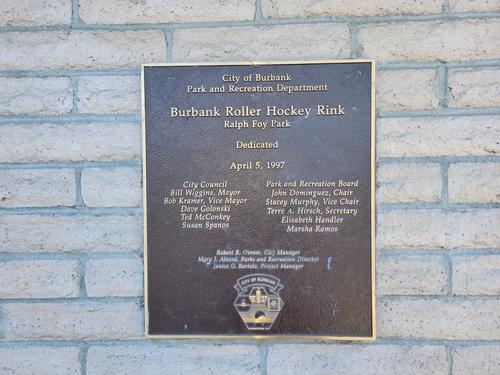 City of Burbank
Park and Recreation Department
Burbank Roller Hockey Rink
Ralph Foy Park
Dedicated
April 5, 1997
City Council
Bill Wiggins, Mayor
Bob Kramer, Vice Mayor
Dave Golonski
Ted McConkey
Susan Spanos
Park and Recreation Board
John Dominguez, Chair
Stacey Murphy, Vice Chair
Terre A. Hirsch, Secretary
Elisabeth Handler
Marsha Ramos
Robert R. Ovrom, City Manager
Mary J. Alvord, Parks and Recreation Director
Janice G. Bartolo, Project Manager
CITY OF BURBANK